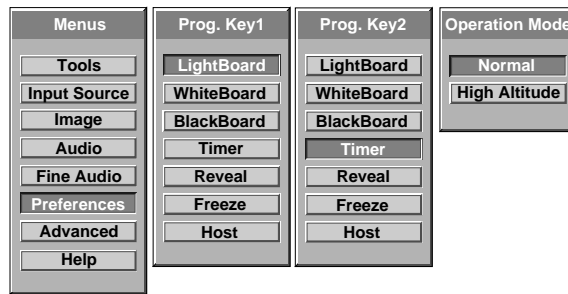 Menus
Tools
Input Source
Image
Audio
Fine Audio
Preferences
Advanced
Help
Prog. Key1
LightBoard
WhiteBoard
BlackBoard
Timer
Reveal
Freeze
Host
Prog. Key2
LightBoard
WhiteBoard
BlackBoard
Timer
Reveal
Freeze
Host
Operation Mode
Normal
High Altitude